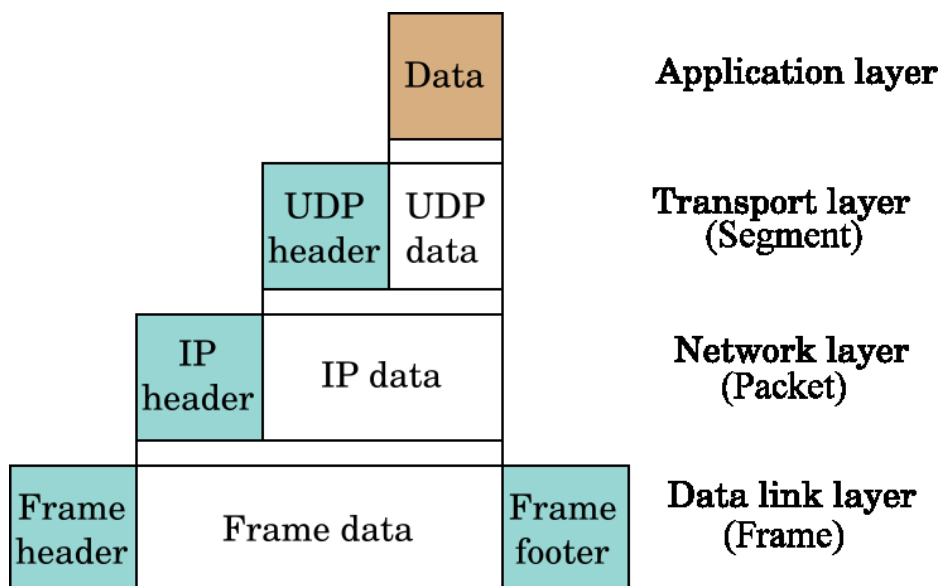 Data
Application layer
UDP
header
UDP
data
Transport layer
(Segment)
IP
header
IP data
Network layer
(Packet)
Frame
header
Frame data
Frame
footer
Data link layer
(Frame)